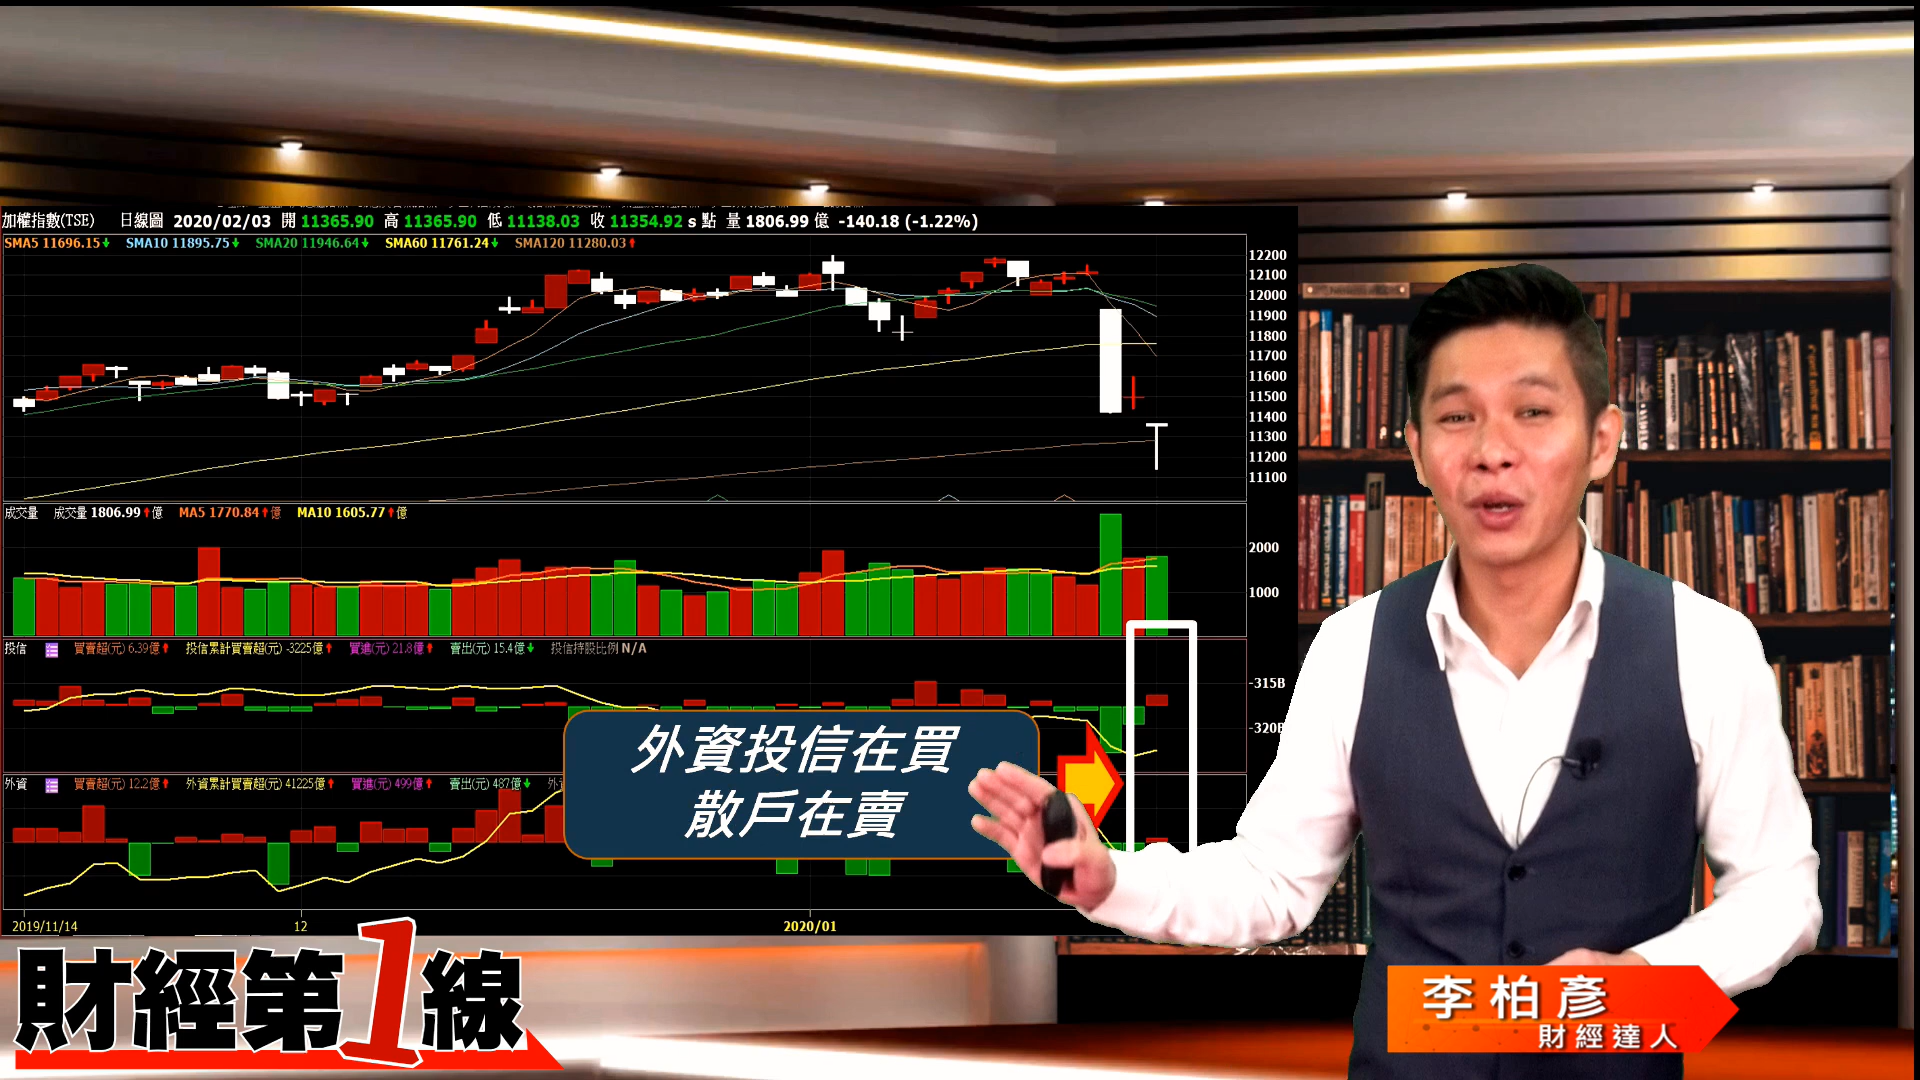 加權指數(TSE) 日線圖 2020/02/03 開 11365.90 高 11365.90 低 11138.03 收 11354.92 s 點 量 1806.99 億 -140.18 (-1.22%)
SMA5 11696.15↓ SMA10 11895.75↓ SMA20 11946.64↓ SMA60 11761.24↓ SMA120 11280.03↑
12200
12100
12000
11900
11800
11700
11600
11500
11400
11300
11200
11100
成交量 成交量 1806.99↑億 MA5 1770.84↑億 MA10 1605.77↑億
2000
1000
投信 買賣超(元) 6.39億↑ 投信累計買賣超(元) -3225億↑ 買進(元) 21.8億↑ 賣出(元) 15.4億↓ 投信持股比例 N/A
-315B
-320B
外資投信在買
散戶在賣
外資 買賣超(元) 12.2億↑ 外資累計買賣超(元) 41225億↑ 買進(元) 499億↑ 賣出(元) 487億↓
2019/11/14 12 2020/01
財經第1線
李柏彥
財經達人